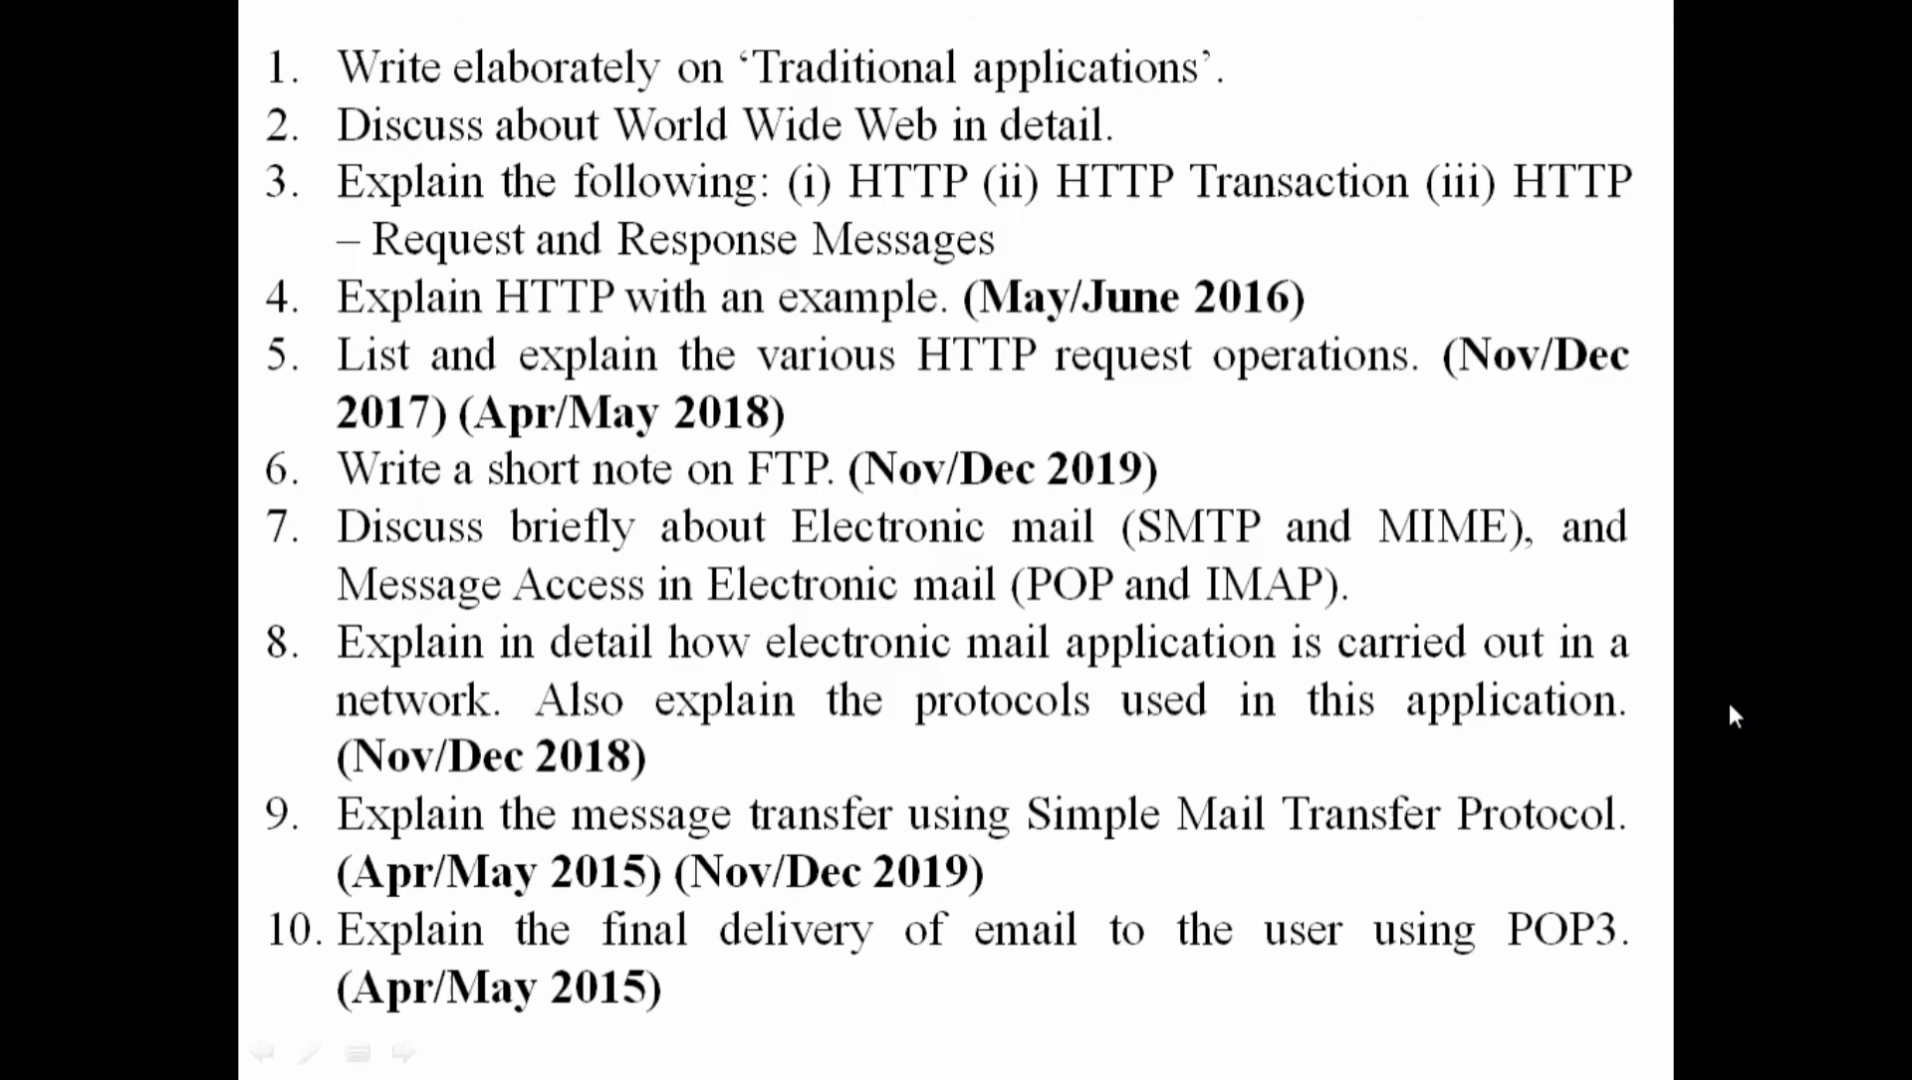 1. Write elaborately on ‘Traditional applications’.
2. Discuss about World Wide Web in detail.
3. Explain the following: (i) HTTP (ii) HTTP Transaction (iii) HTTP
– Request and Response Messages
4. Explain HTTP with an example. (May/June 2016)
5. List and explain the various HTTP request operations. (Nov/Dec
2017) (Apr/May 2018)
6. Write a short note on FTP. (Nov/Dec 2019)
7. Discuss briefly about Electronic mail (SMTP and MIME), and
Message Access in Electronic mail (POP and IMAP).
8. Explain in detail how electronic mail application is carried out in a
network. Also explain the protocols used in this application.
(Nov/Dec 2018)
9. Explain the message transfer using Simple Mail Transfer Protocol.
(Apr/May 2015) (Nov/Dec 2019)
10. Explain the final delivery of email to the user using POP3.
(Apr/May 2015)